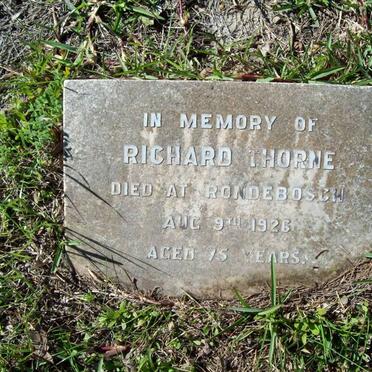 IN MEMORY OF
RICHARD THORNE
DIED AT RONDEBOSCH
AUG 9TH 1926
AGED 75 YEARS.